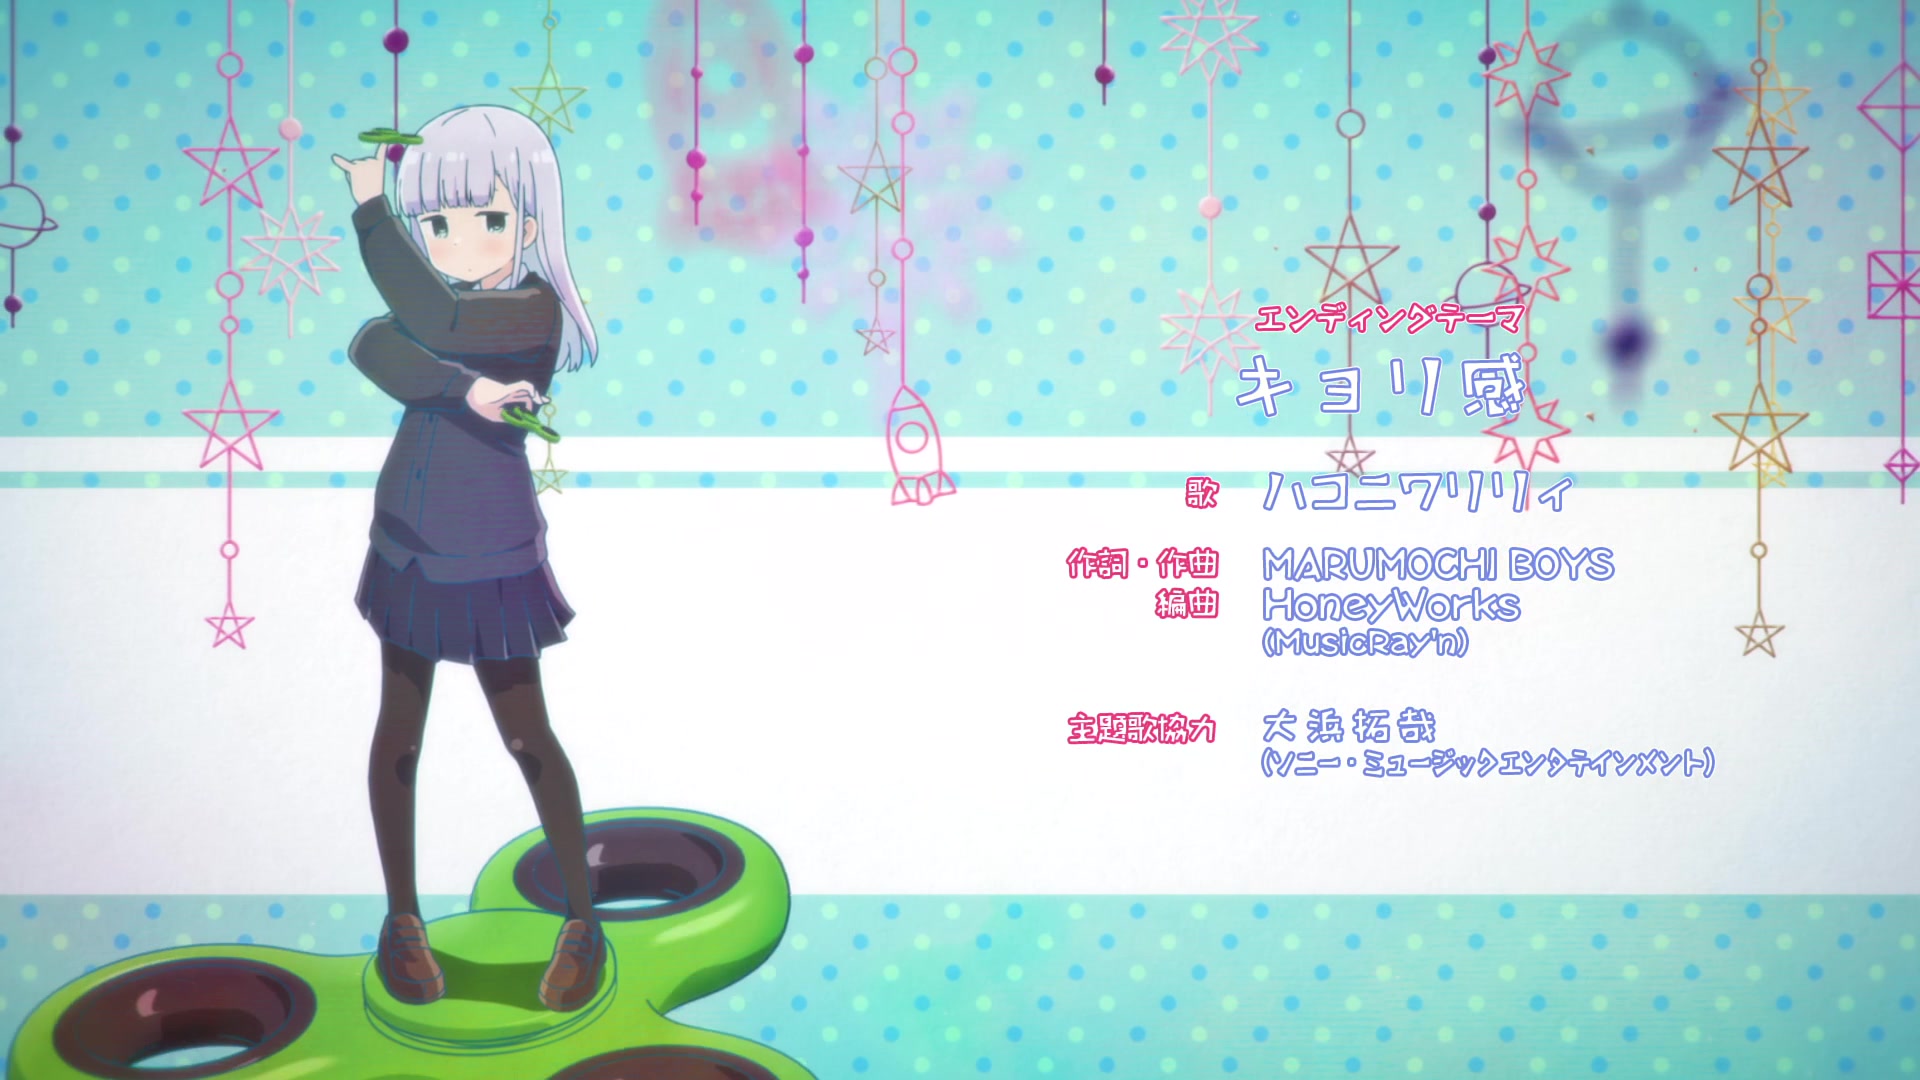 エンディングテーマ
キョリ感
歌 ハコニワリリィ
作詞・作曲 MARUMOCHI BOYS
編曲 HoneyWorks
(MusicRay'n)
主題歌協力 大浜拓哉
(ソニー・ミュージックエンタテインメント)